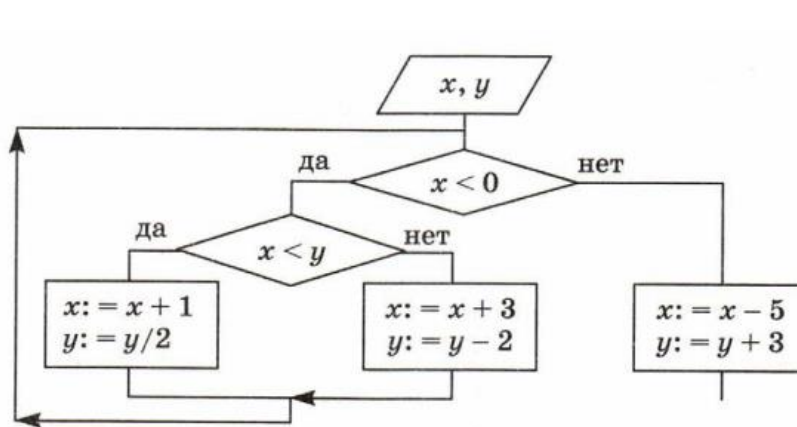 x, y
да
x < 0
нет
да
x < y
нет
x: = x + 1
y: = y/2
x: = x + 3
y: = y − 2
x: = x − 5
y: = y + 3